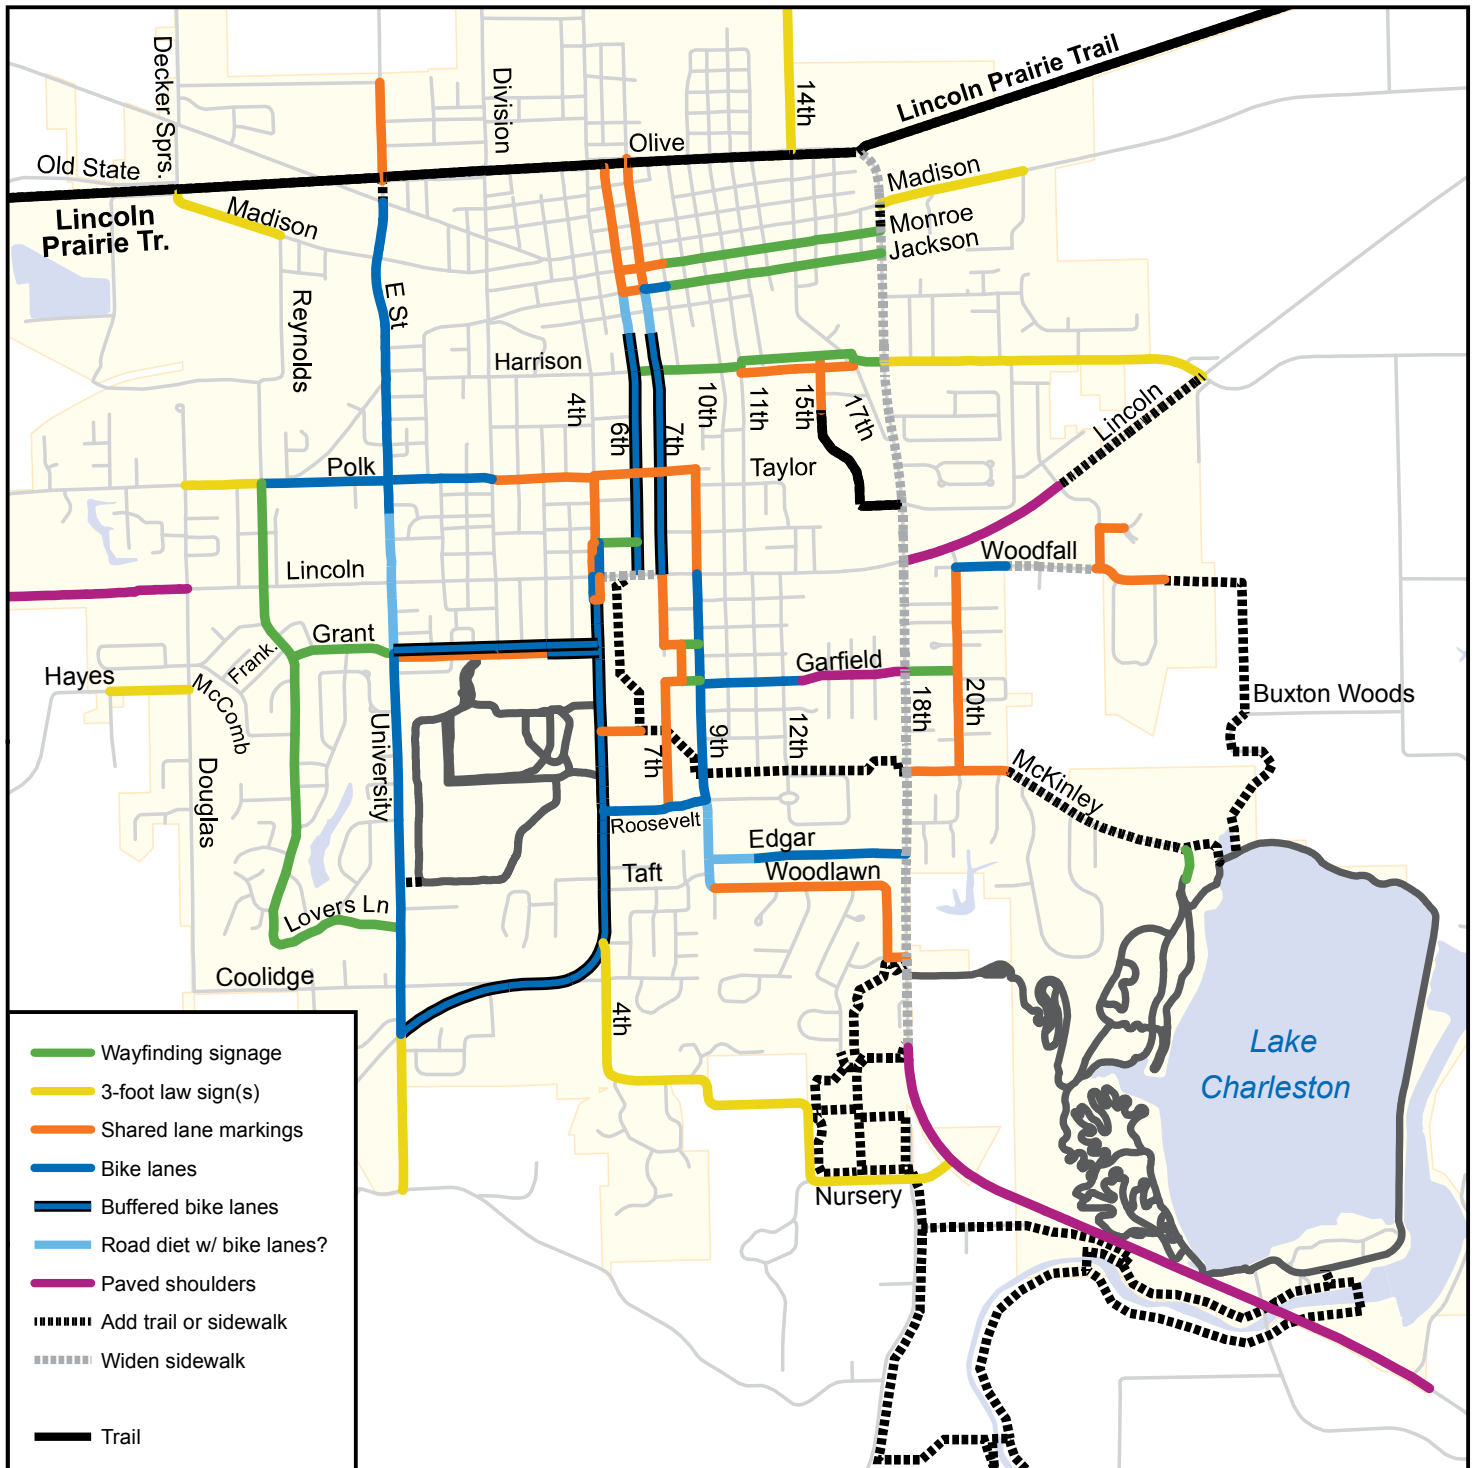 Decker Sprs.
Division
14th
Lincoln Prairie Trail
Olive
Old State
Lincoln
Prairie Tr.
Madison
Madison
Monroe
Jackson
E St
Reynolds
Harrison
4th
6th
7th
10th
11th
15th
17th
Lincoln
Polk
Taylor
Woodfall
Lincoln
Grant
Frank.
Hayes
McComb
Garfield
18th
20th
Buxton Woods
University
Douglas
7th
9th
12th
McKinley
Roosevelt
Edgar
Taft
Woodlawn
Lovers Ln
Coolidge
4th
Lake
Charleston
Nursery
Wayfinding signage
3-foot law sign(s)
Shared lane markings
Bike lanes
Buffered bike lanes
Road diet w/ bike lanes?
Paved shoulders
Add trail or sidewalk
Widen sidewalk
Trail